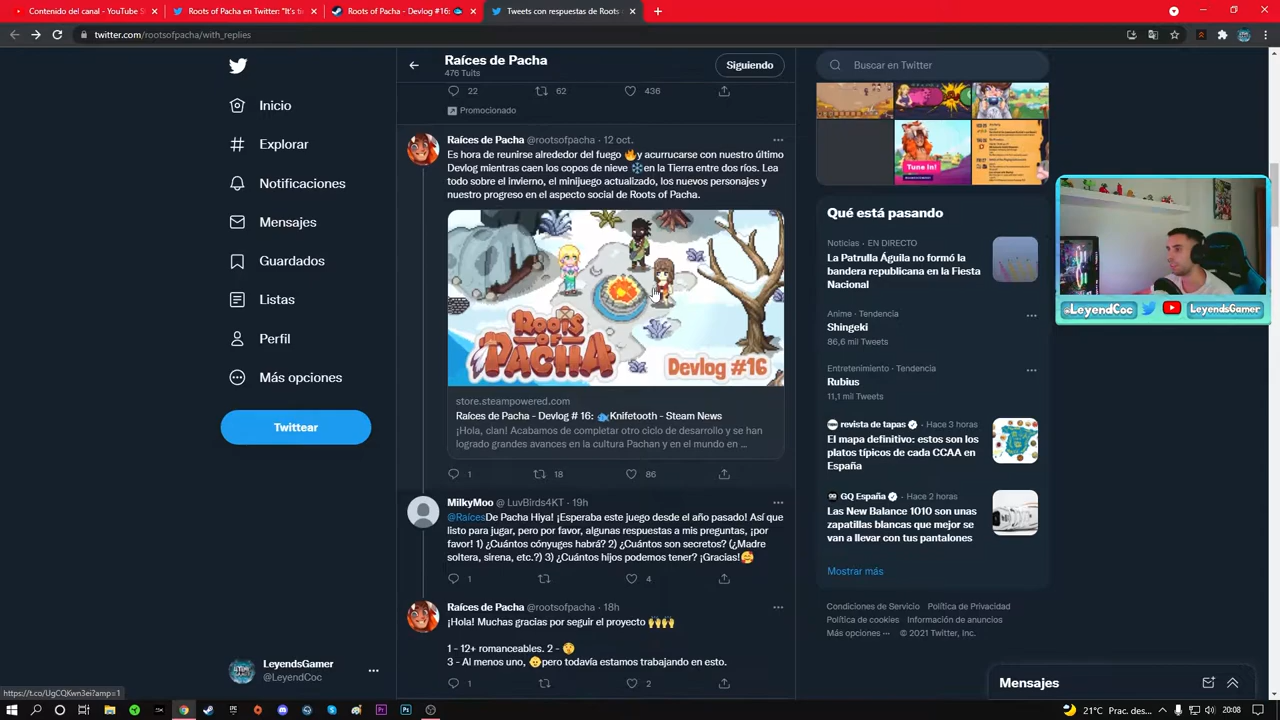 Contenido del canal - YouTube S
Roots of Pacha en Twitter: "It's ti
Roots of Pacha - Devlog #16:
Tweets con respuestas de Roots
twitter.com/rootsofpacha/with_replies
Raíces de Pacha
476 Tuits
Siguiendo
Buscar en Twitter
Inicio
Explorar
Notificaciones
Mensajes
Guardados
Listas
Perfil
Más opciones
Twittear
LeyendsGamer
@LeyendCoc
22
62
436
Promocionado
Raíces de Pacha @rootsofpacha · 12 oct.
Es hora de reunirse alrededor del fuego 🔥y acurrucarse con nuestro último
Devlog mientras caen los primeros copos de nieve ❄️en la Tierra entre los ríos. Lea
todo sobre el invierno, el minijuego actualizado, los nuevos personajes y
nuestro progreso en el aspecto social de Roots of Pacha.
ROOTS
OF
PACHA
Devlog #16
store.steampowered.com
Raíces de Pacha - Devlog # 16: 🐟Knifetooth - Steam News
¡Hola, clan! Acabamos de completar otro ciclo de desarrollo y se han
logrado grandes avances en la cultura Pachan y en el mundo en ...
1
18
86
MilkyMoo @ LuvBIrds4KT · 19h
@RaícesDe Pacha Hiya! ¡Esperaba este juego desde el año pasado! Así que
listo para jugar, pero por favor, algunas respuestas a mis preguntas, ¡por
favor! 1) ¿Cuántos cónyuges habrá? 2) ¿Cuántos son secretos? (¿Madre
soltera, sirena, etc.?) 3) ¿Cuántos hijos podemos tener? ¡Gracias!🥰
1
4
Raíces de Pacha @rootsofpacha · 18h
¡Hola! Muchas gracias por seguir el proyecto 🙌🙌
1 - 12+ romanceables. 2 - 🤫
3 - Al menos uno, 👶pero todavía estamos trabajando en esto.
1
2
Tune In!
Qué está pasando
Noticias · EN DIRECTO
La Patrulla Águila no formó la
bandera republicana en la Fiesta
Nacional
Anime · Tendencia
Shingeki
86,6 mil Tweets
Entretenimiento · Tendencia
Rubius
11,1 mil Tweets
revista de tapas · Hace 3 horas
El mapa definitivo: estos son los
platos típicos de cada CCAA en
España
GQ España · Hace 2 horas
Las New Balance 1010 son unas
zapatillas blancas que mejor se
van a llevar con tus pantalones
Mostrar más
Condiciones de Servicio Política de Privacidad
Política de cookies Información de anuncios
Más opciones ··· © 2021 Twitter, Inc.
Mensajes
@LeyendCoc
LeyendsGamer
https://t.co/UgCQKwn3ei?amp=1
21°C Prac. des...
20:08